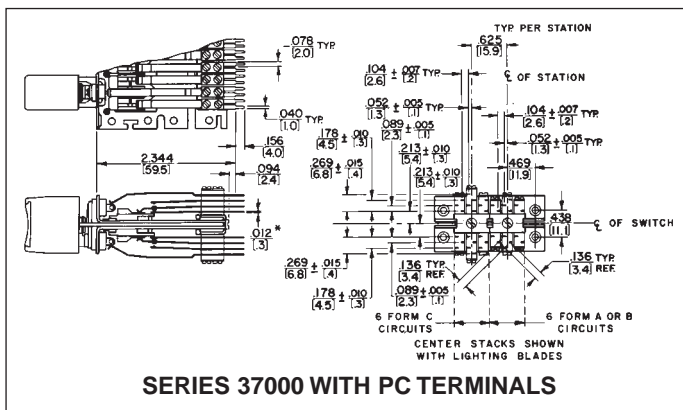 TYP. PER STATION
.625
[15.9]
.078 TYP.
[2.0]
.104 ± .007 TYP.
[2.6] [.2]
℄ OF STATION
.052 ± .005 TYP.
[1.3] [.1]
.104 ± .007
[2.6] [.2]
.040
[1.0]
.156
[4.0]
.089 ± .005
[2.3] [.1]
.052 ± .005 TYP.
[1.3] [.1]
.178 ± .010
[4.5] [.3]
.213 ± .010
[5.4] [.3]
.469
[11.9]
2.344
[59.5]
.094
[2.4]
.269 ± .015
[6.8] [.4]
.213 ± .010
[5.4] [.3]
.438
[11.1]
℄ OF SWITCH
.012 *
[.3]
.269 ± .015
[6.8] [.4]
.136 TYP.
[3.4] REF.
.136 TYP.
[3.4] REF.
.178 ± .010
[4.5] [.3]
.089 ± .005
[2.3] [.1]
6 FORM C
CIRCUITS
6 FORM A OR B
CIRCUITS
CENTER STACKS SHOWN
WITH LIGHTING BLADES
SERIES 37000 WITH PC TERMINALS